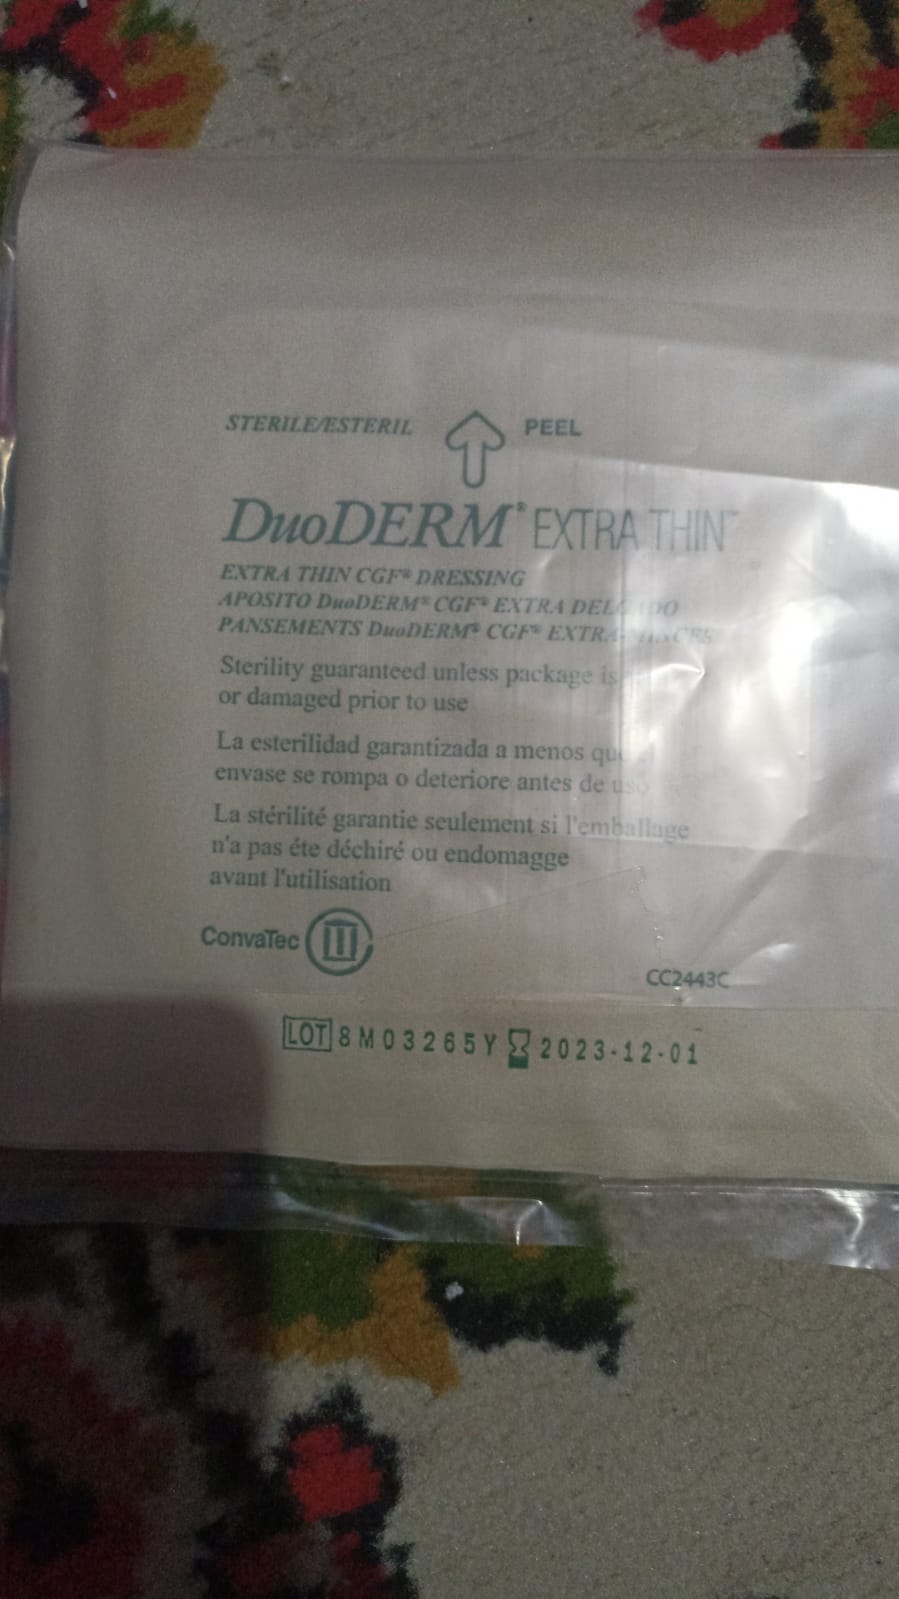 STERILE/ESTERIL PEEL
DuoDERM® EXTRA THIN™
EXTRA THIN CGF® DRESSING
APOSITO DuoDERM® CGF® EXTRA DELGADO
PANSEMENTS DuoDERM® CGF® EXTRA-MINCES
Sterility guaranteed unless package is
or damaged prior to use
La esterilidad garantizada a menos que
envase se rompa o deteriore antes de uso
La stérilité garantie seulement si l'emballage
n'a pas éte déchiré ou endomagge
avant l'utilisation
ConvaTec
CC2443C
LOT 8M03265Y 2023-12-01